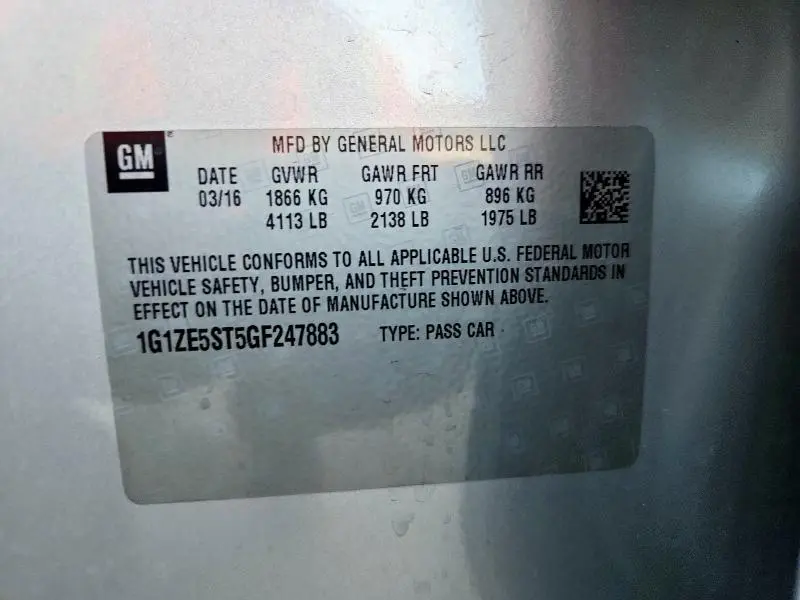 GM
®
MFD BY GENERAL MOTORS LLC
DATE GVWR GAWR FRT GAWR RR
03/16 1866 KG 970 KG 896 KG
4113 LB 2138 LB 1975 LB
THIS VEHICLE CONFORMS TO ALL APPLICABLE U.S. FEDERAL MOTOR
VEHICLE SAFETY, BUMPER, AND THEFT PREVENTION STANDARDS IN
EFFECT ON THE DATE OF MANUFACTURE SHOWN ABOVE.
1G1ZE5ST5GF247883 TYPE: PASS CAR